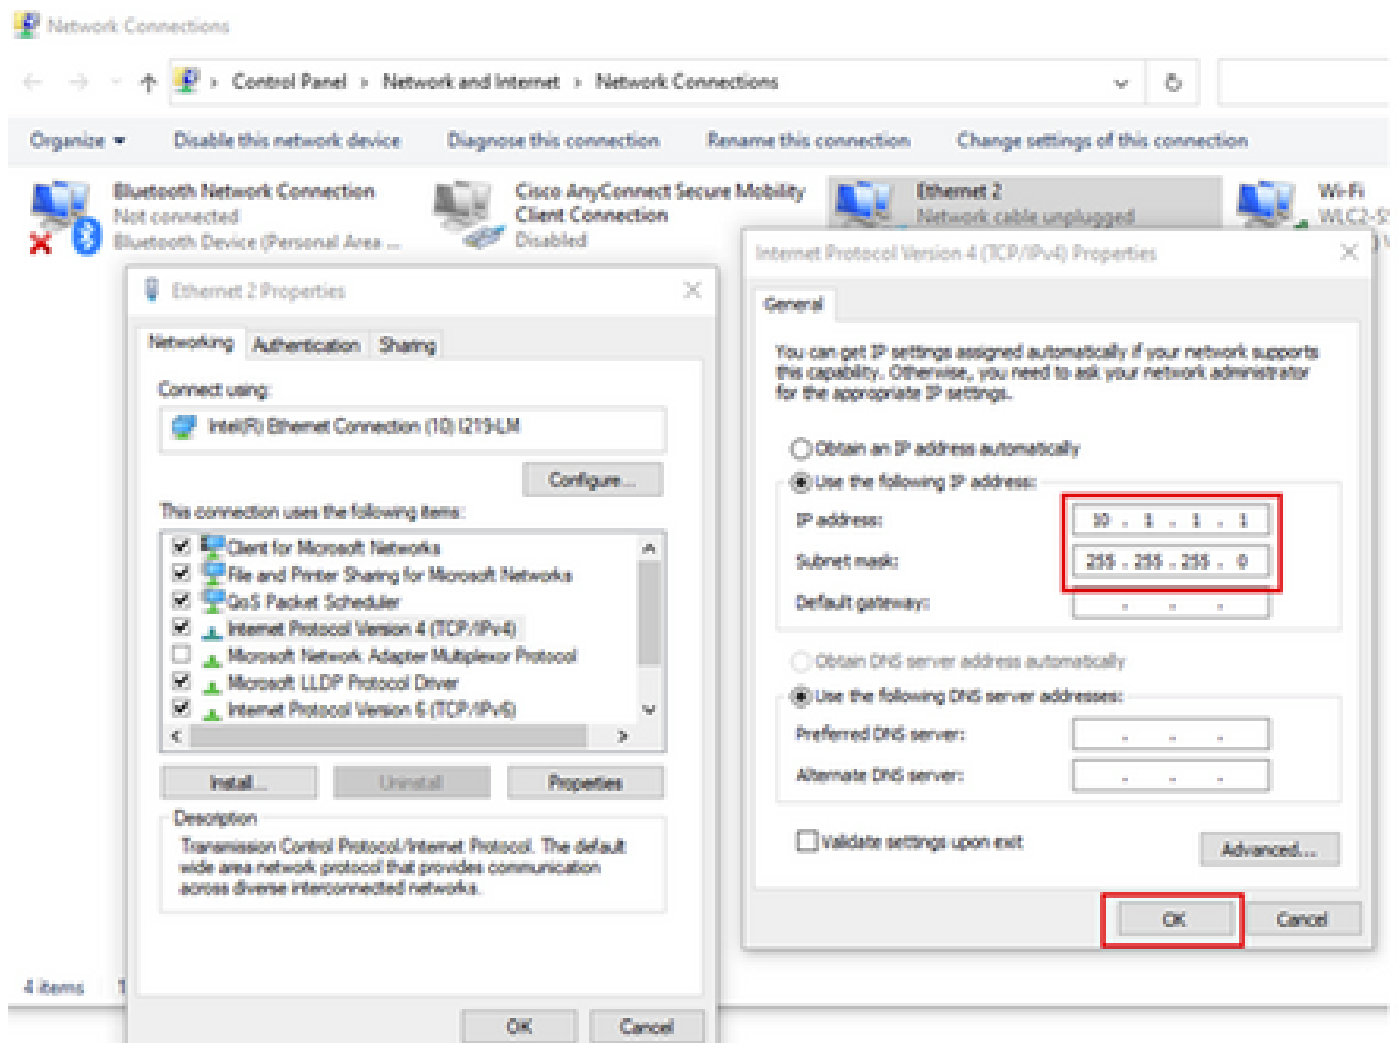 Network Connections
Control Panel > Network and Internet > Network Connections
Organize Disable this network device Diagnose this connection Rename this connection Change settings of this connection
Bluetooth Network Connection
Not connected
Bluetooth Device (Personal Area ...
Cisco AnyConnect Secure Mobility
Client Connection
Disabled
Ethernet 2
Network cable unplugged
Wi-Fi
Ethernet 2 Properties
Networking Authentication Sharing
Connect using:
Intel(R) Ethernet Connection (10) I219-LM
Configure...
This connection uses the following items:
Client for Microsoft Networks
File and Printer Sharing for Microsoft Networks
QoS Packet Scheduler
Internet Protocol Version 4 (TCP/IPv4)
Microsoft Network Adapter Multiplexor Protocol
Microsoft LLDP Protocol Driver
Internet Protocol Version 6 (TCP/IPv6)
Install... Uninstall Properties
Description
Transmission Control Protocol/Internet Protocol. The default
wide area network protocol that provides communication
across diverse interconnected networks.
OK Cancel
Internet Protocol Version 4 (TCP/IPv4) Properties
General
You can get IP settings assigned automatically if your network supports
this capability. Otherwise, you need to ask your network administrator
for the appropriate IP settings.
Obtain an IP address automatically
Use the following IP address:
IP address: 10 . 1 . 1 . 1
Subnet mask: 255 . 255 . 255 . 0
Default gateway: . . .
Obtain DNS server address automatically
Use the following DNS server addresses:
Preferred DNS server: . . .
Alternate DNS server: . . .
Validate settings upon exit
Advanced...
OK Cancel
4 items